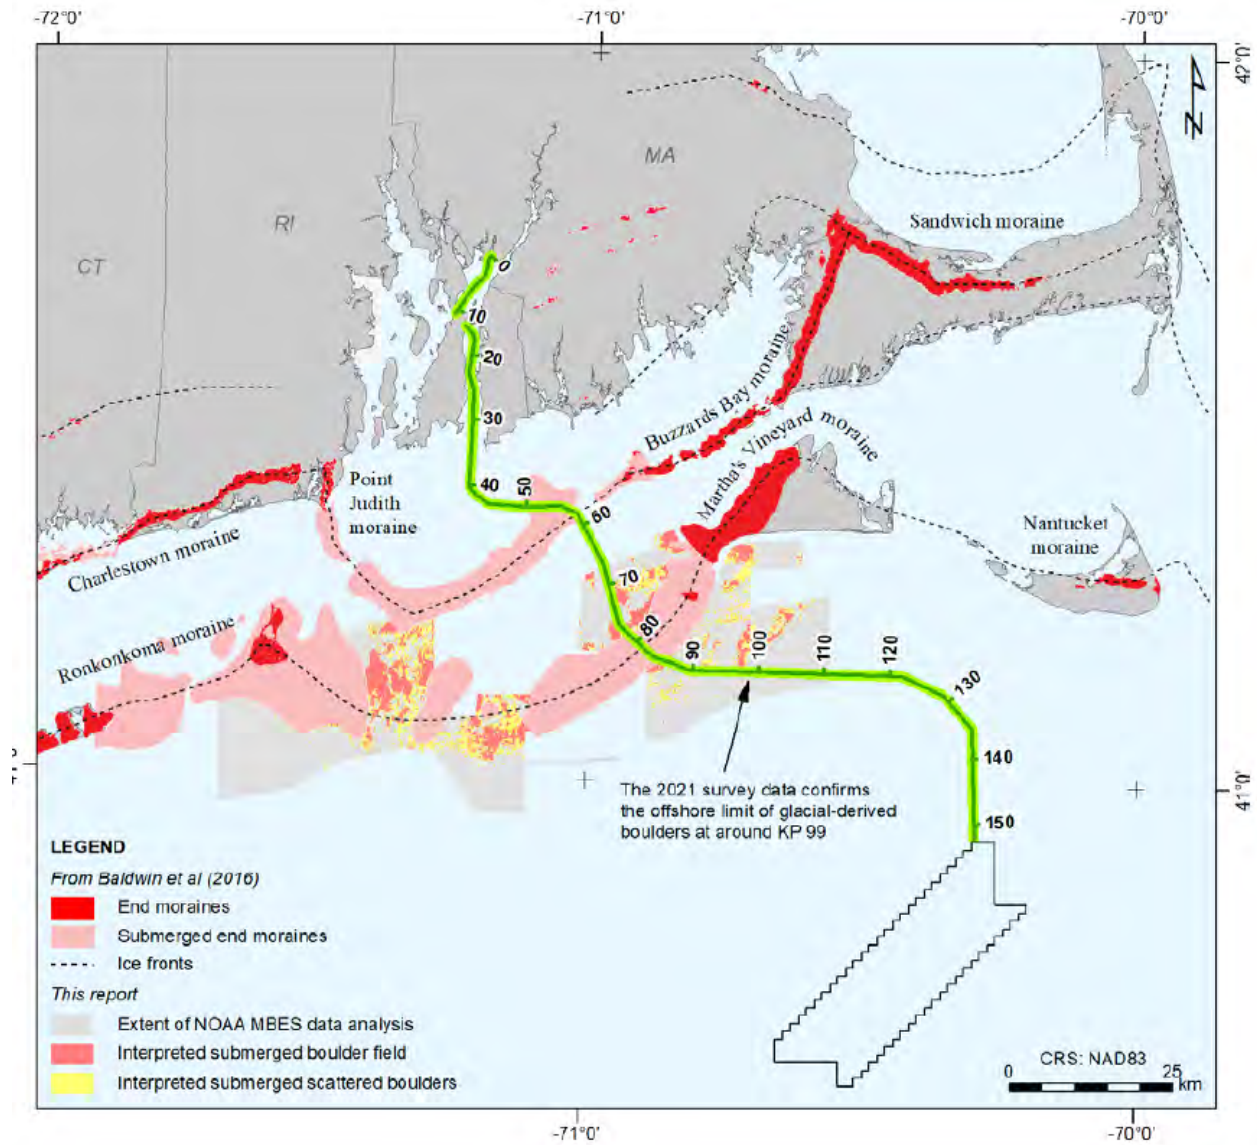 -72°0'
-71°0'
-70°0'
42°0'
N
MA
RI
CT
Sandwich moraine
0
10
20
30
40
50
60
70
80
90
100
110
120
130
140
150
Buzzards Bay moraine
Martha's Vineyard moraine
Point
Judith
moraine
Nantucket
moraine
Charlestown moraine
Ronkonkoma moraine
The 2021 survey data confirms
the offshore limit of glacial-derived
boulders at around KP 99
41°0'
LEGEND
From Baldwin et al (2016)
End moraines
Submerged end moraines
Ice fronts
This report
Extent of NOAA MBES data analysis
Interpreted submerged boulder field
Interpreted submerged scattered boulders
CRS: NAD83
0 25
km
-71°0'
-70°0'